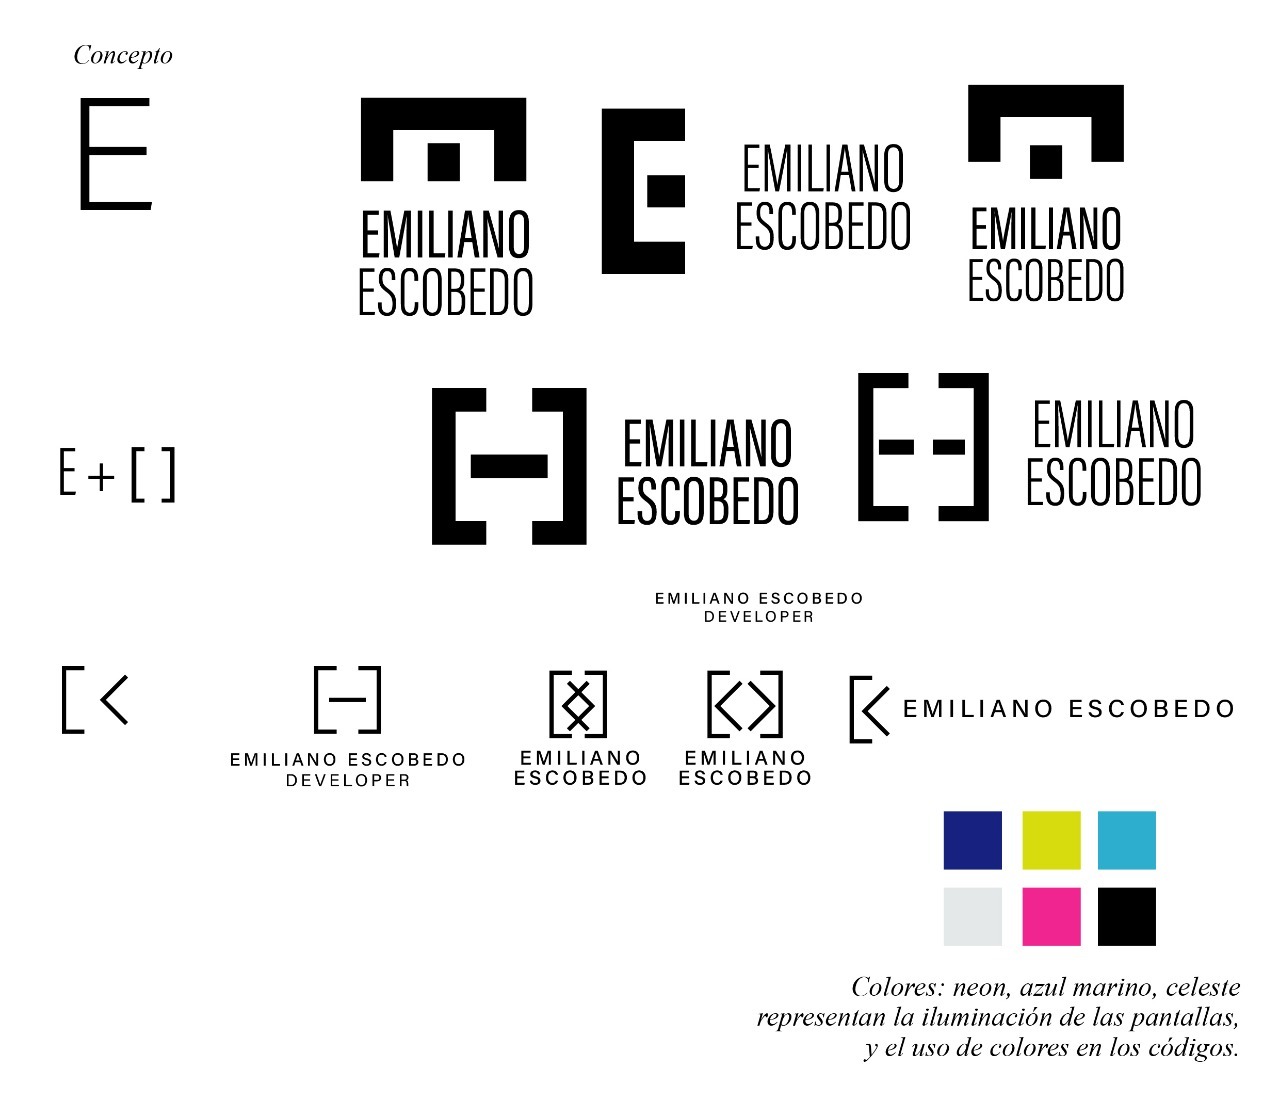 Concepto
E
EMILIANO
ESCOBEDO
EMILIANO
ESCOBEDO
EMILIANO
ESCOBEDO
E + [ ]
EMILIANO
ESCOBEDO
EMILIANO
ESCOBEDO
EMILIANO ESCOBEDO
DEVELOPER
[ <
EMILIANO ESCOBEDO
DEVELOPER
EMILIANO
ESCOBEDO
EMILIANO
ESCOBEDO
EMILIANO ESCOBEDO
Colores: neon, azul marino, celeste
representan la iluminación de las pantallas,
y el uso de colores en los códigos.